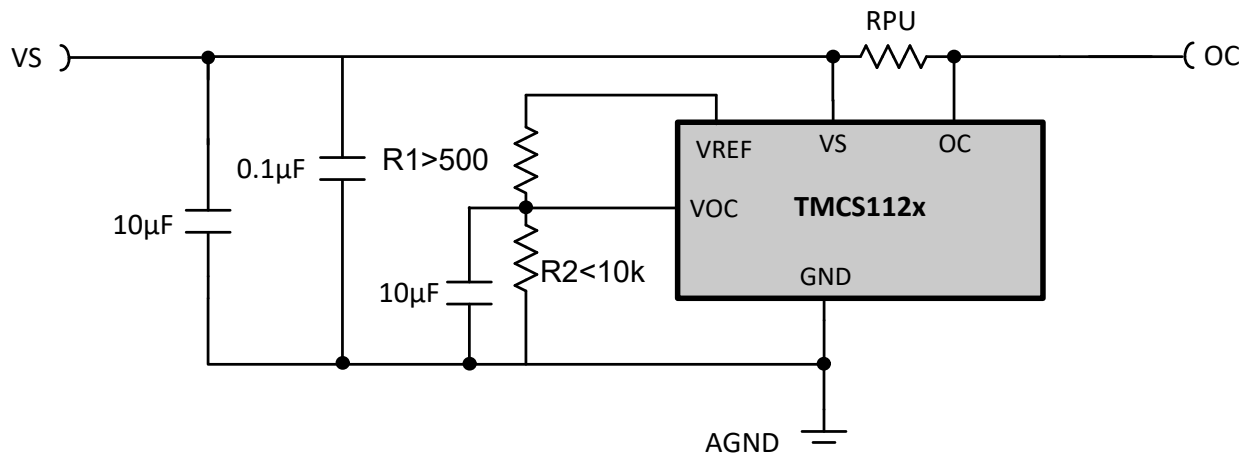 RPU
VS
OC
VREF
VS
OC
0.1µF
R1>500
VOC
TMCS112x
10µF
R2<10k
10µF
GND
AGND